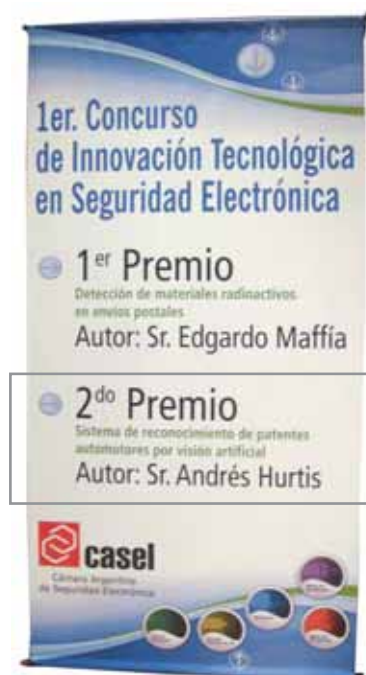 1er. Concurso
de Innovación Tecnológica
en Seguridad Electrónica
1er Premio
Detección de materiales radinactivos
en envíos postales
Autor: Sr. Edgardo Maffía
2do Premio
Sistema de reconocimiento de patentes
automotores por visión artificial
Autor: Sr. Andrés Hurtis
casel
Cámara Argentina
de Seguridad Electrónica